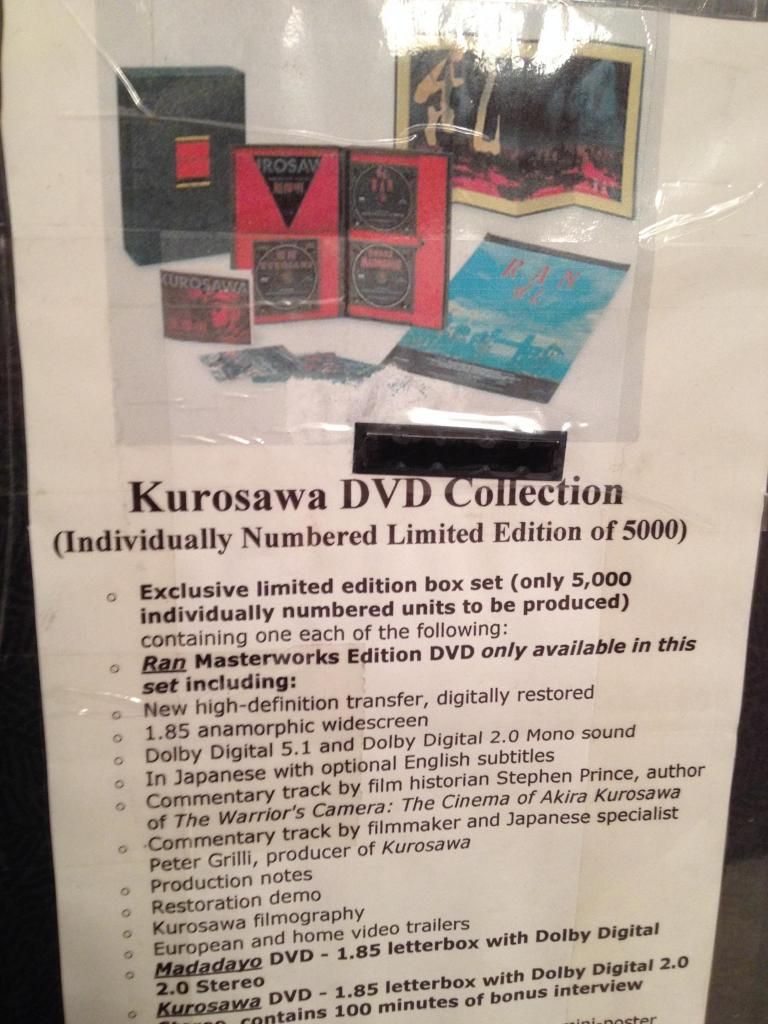 KUROSAWA
RAN
乱
Kurosawa DVD Collection
(Individually Numbered Limited Edition of 5000)
Exclusive limited edition box set (only 5,000
individually numbered units to be produced)
containing one each of the following:
Ran Masterworks Edition DVD only available in this
set including:
New high-definition transfer, digitally restored
1.85 anamorphic widescreen
Dolby Digital 5.1 and Dolby Digital 2.0 Mono sound
In Japanese with optional English subtitles
Commentary track by film historian Stephen Prince, author
of The Warrior's Camera: The Cinema of Akira Kurosawa
Commentary track by filmmaker and Japanese specialist
Peter Grilli, producer of Kurosawa
Production notes
Restoration demo
Kurosawa filmography
European and home video trailers
Madadayo DVD - 1.85 letterbox with Dolby Digital
2.0 Stereo
Kurosawa DVD - 1.85 letterbox with Dolby Digital 2.0
Stereo, contains 100 minutes of bonus interview
mini-poster